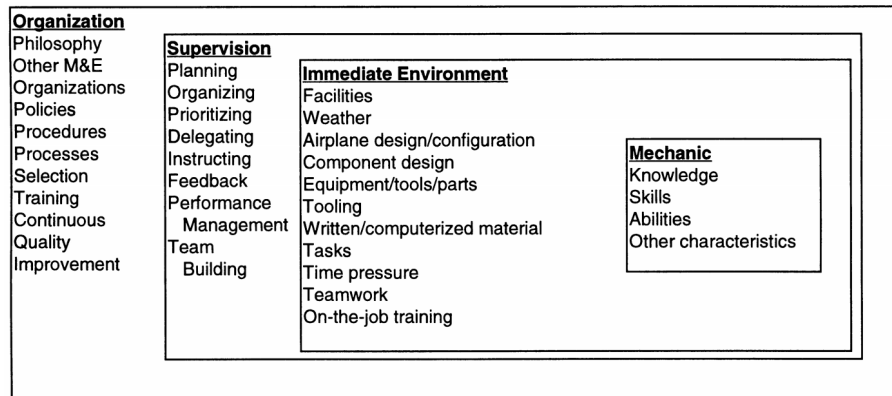 Organization
Philosophy
Other M&E
Organizations
Policies
Procedures
Processes
Selection
Training
Continuous
Quality
Improvement
Supervision
Planning
Organizing
Prioritizing
Delegating
Instructing
Feedback
Performance
Management
Team
Building
Immediate Environment
Facilities
Weather
Airplane design/configuration
Component design
Equipment/tools/parts
Tooling
Written/computerized material
Tasks
Time pressure
Teamwork
On-the-job training
Mechanic
Knowledge
Skills
Abilities
Other characteristics